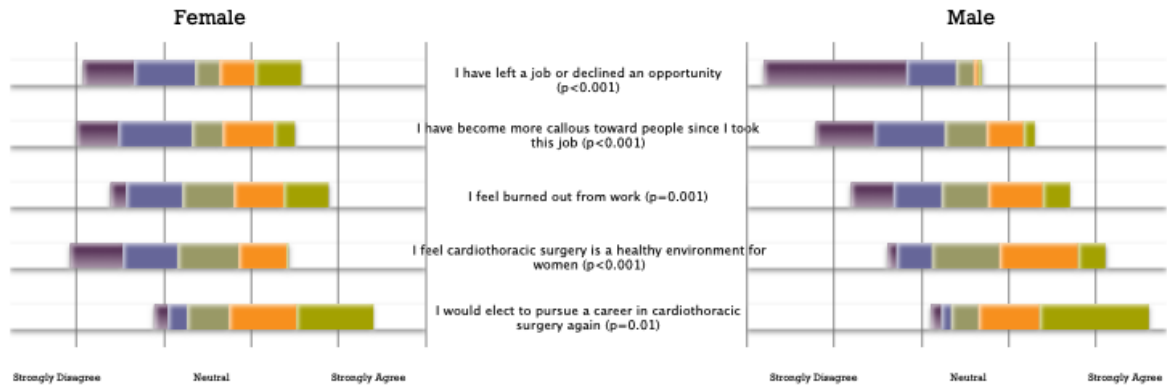 Female
Male
I have left a job or declined an opportunity
(p<0.001)
I have become more callous toward people since I took
this job (p<0.001)
I feel burned out from work (p=0.001)
I feel cardiothoracic surgery is a healthy environment for
women (p<0.001)
I would elect to pursue a career in cardiothoracic
surgery again (p=0.01)
Strongly Disagree Neutral Strongly Agree
Strongly Disagree Neutral Strongly Agree